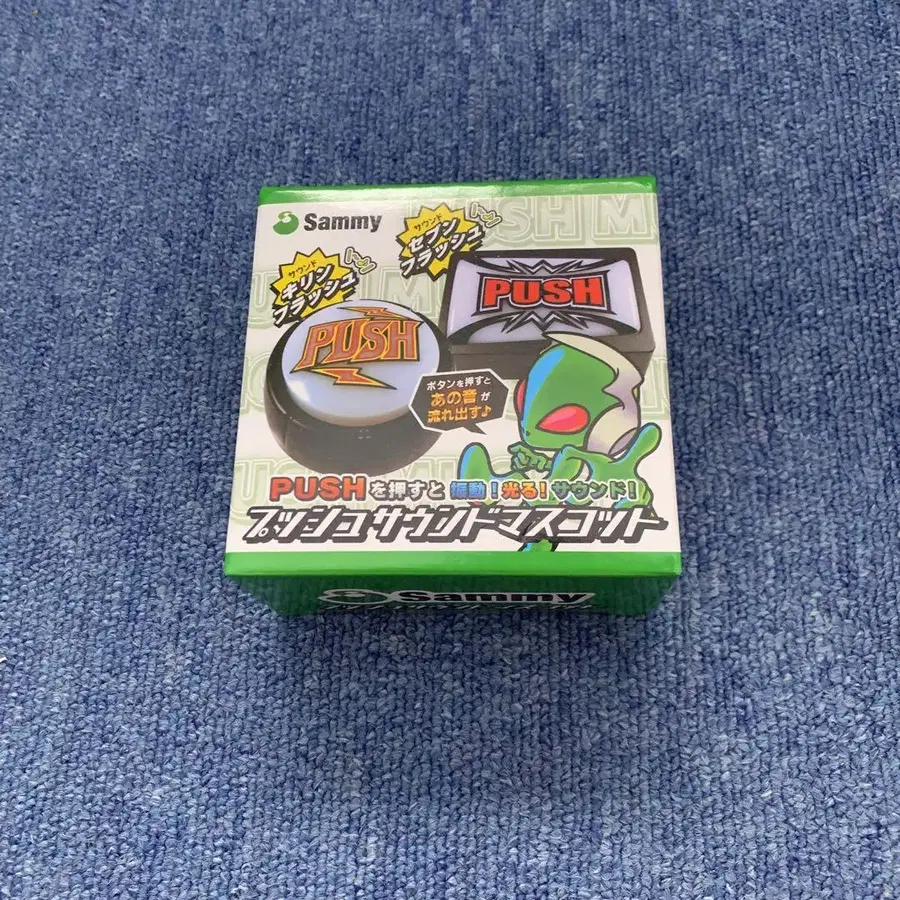 Sammy
サウンド
セブン
フラッシュ
サウンド
キリン
フラッシュ
PUSH
PUSH
ボタンを押すと
あの音が
流れ出す♪
PUSHを押すと 振動!光る!サウンド!
プッシュサウンドマスコット
Sammy